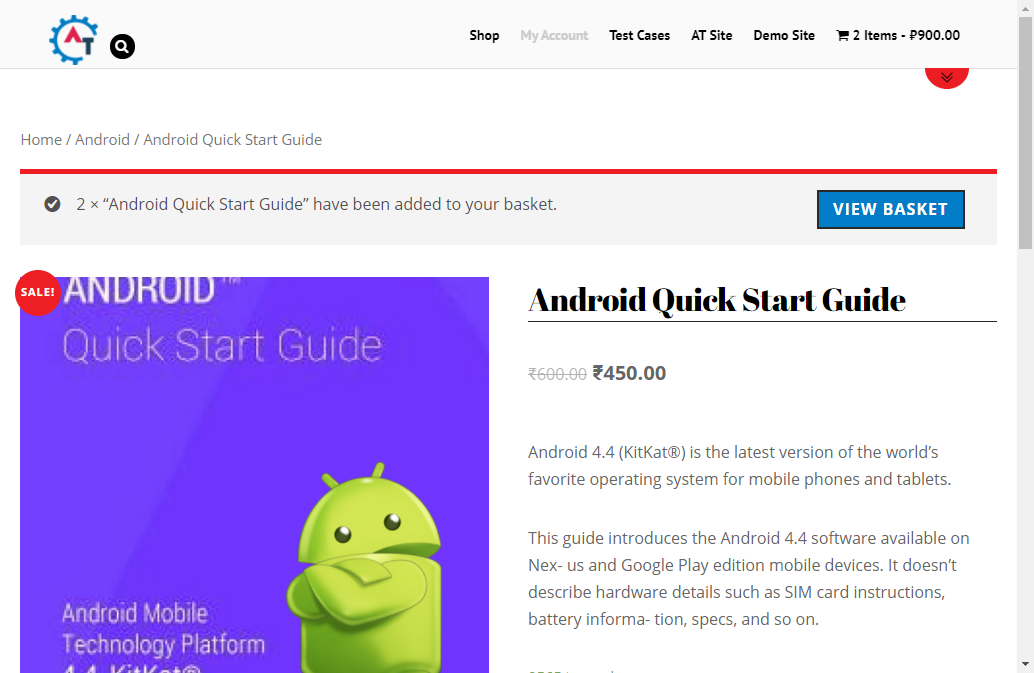 AT
Shop
My Account
Test Cases
AT Site
Demo Site
2 Items - ₽900.00
Home / Android / Android Quick Start Guide
2 × “Android Quick Start Guide” have been added to your basket.
VIEW BASKET
SALE!
ANDROID™
Quick Start Guide
Android Mobile
Technology Platform
4.4, KitKat®
Android Quick Start Guide
₹600.00 ₹450.00
Android 4.4 (KitKat®) is the latest version of the world’s
favorite operating system for mobile phones and tablets.
This guide introduces the Android 4.4 software available on
Nex- us and Google Play edition mobile devices. It doesn’t
describe hardware details such as SIM card instructions,
battery informa- tion, specs, and so on.